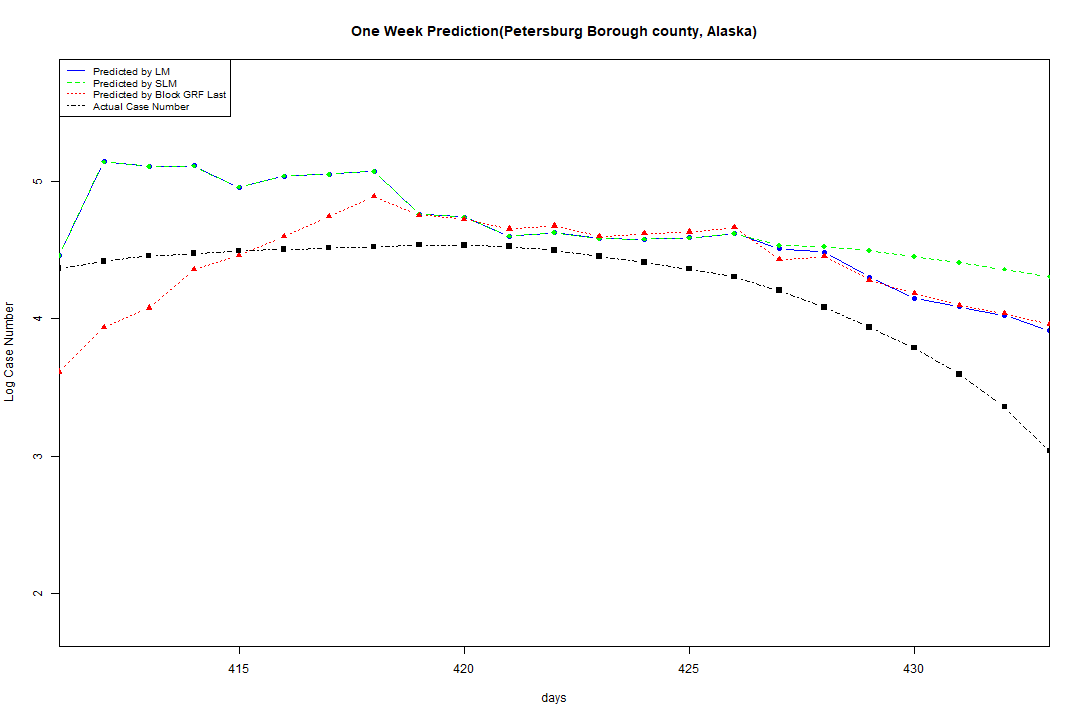 One Week Prediction(Petersburg Borough county, Alaska)
Predicted by LM
Predicted by SLM
Predicted by Block GRF Last
Actual Case Number
5
4
3
2
Log Case Number
415 420 425 430
days